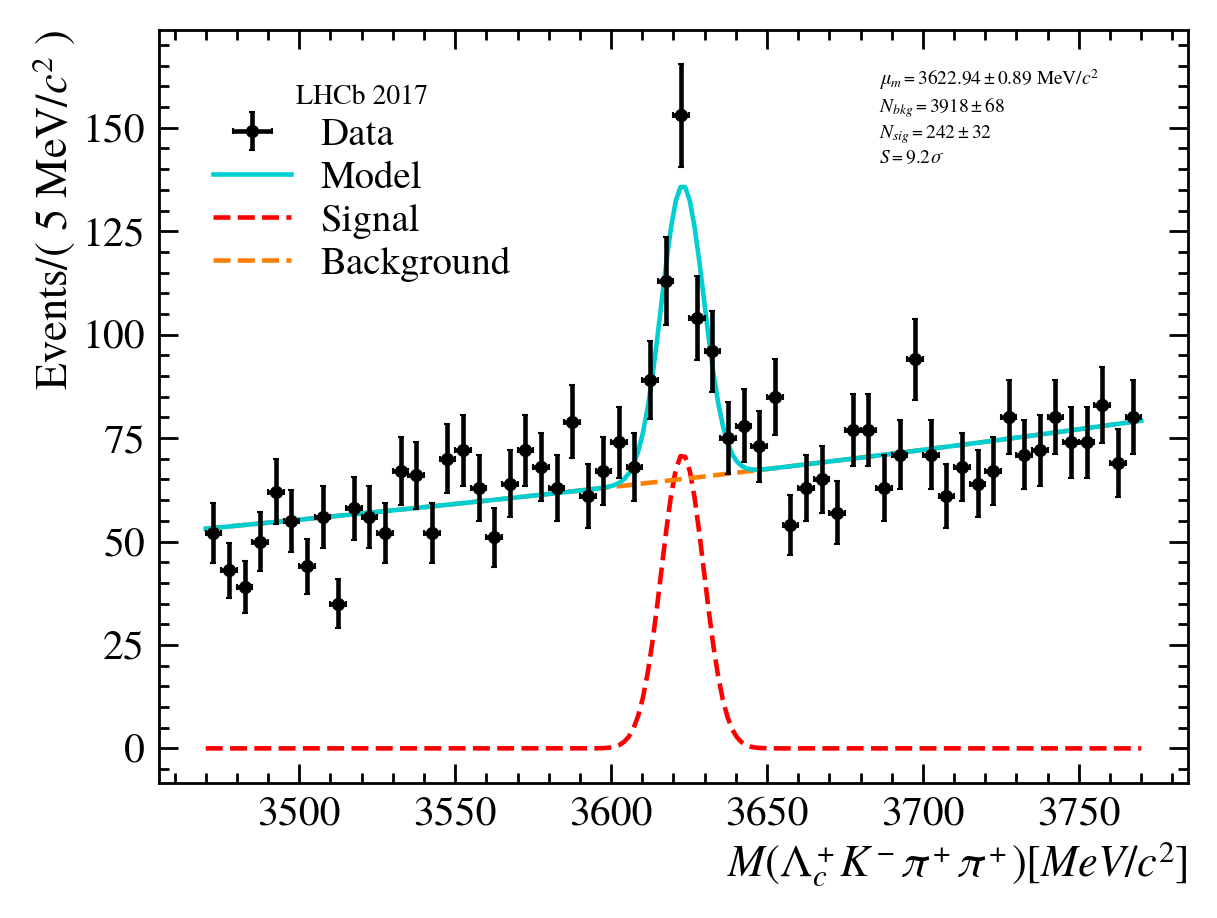 Events/( 5 MeV/c² )
150
125
100
75
50
25
0
LHCb 2017
Data
Model
Signal
Background
μₘ = 3622.94 ± 0.89 MeV/c²
N_bkg = 3918 ± 68
N_sig = 242 ± 32
S = 9.2σ
3500 3550 3600 3650 3700 3750
M(Λ_c⁺ K⁻ π⁺ π⁺)[MeV/c²]